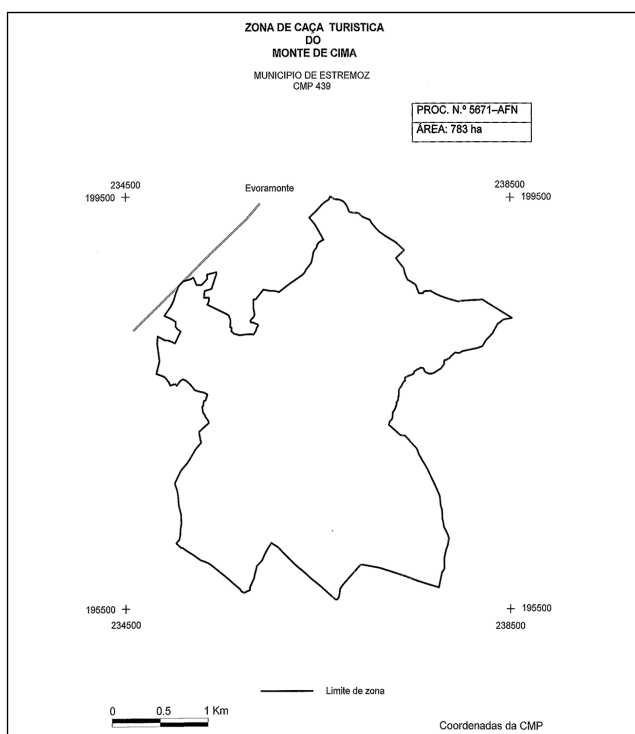 ZONA DE CAÇA TURISTICA
DO
MONTE DE CIMA
MUNICIPIO DE ESTREMOZ
CMP 439
PROC. N.º 5671–AFN
ÁREA: 783 ha
234500
199500
Evoramonte
238500
199500
195500
234500
195500
238500
Limite de zona
0 0.5 1 Km
Coordenadas da CMP